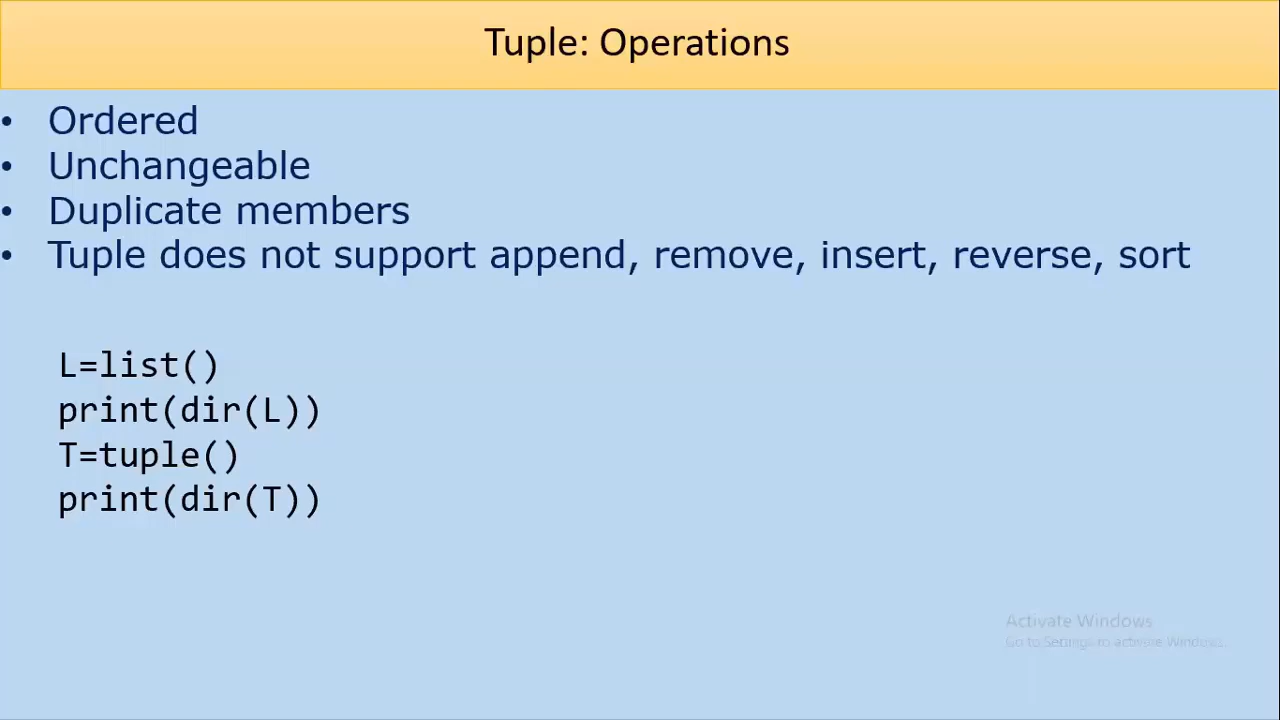 Tuple: Operations
• Ordered
• Unchangeable
• Duplicate members
• Tuple does not support append, remove, insert, reverse, sort
L=list()
print(dir(L))
T=tuple()
print(dir(T))
Activate Windows
Go to Settings to activate Windows.